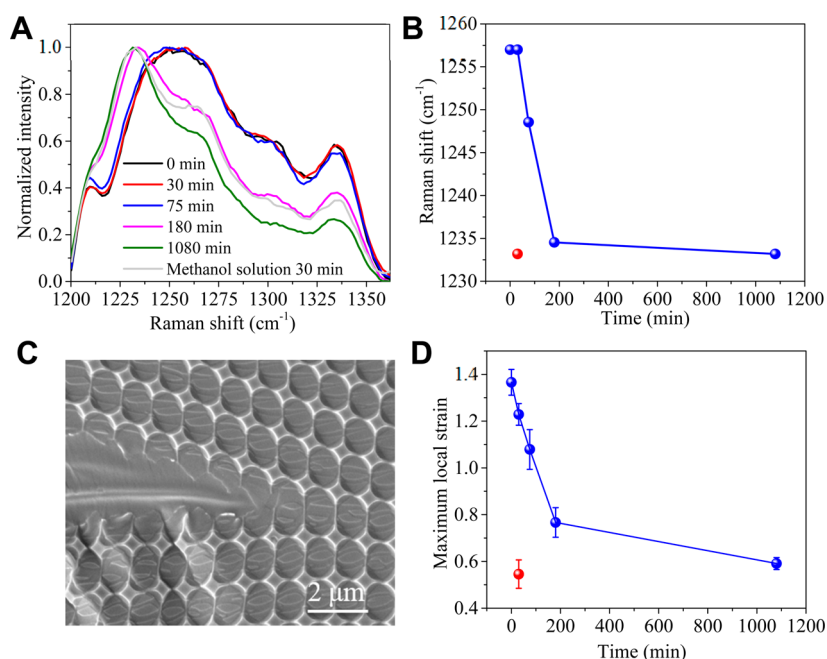 A
Normalized intensity
1.0
0.8
0.6
0.4
0.2
0.0
0 min
30 min
75 min
180 min
1080 min
Methanol solution 30 min
1200 1225 1250 1275 1300 1325 1350
Raman shift (cm-1)
B
Raman shift (cm-1)
1260
1255
1250
1245
1240
1235
1230
0 200 400 600 800 1000 1200
Time (min)
C
2 μm
D
Maximum local strain
1.4
1.2
1.0
0.8
0.6
0.4
0 200 400 600 800 1000 1200
Time (min)